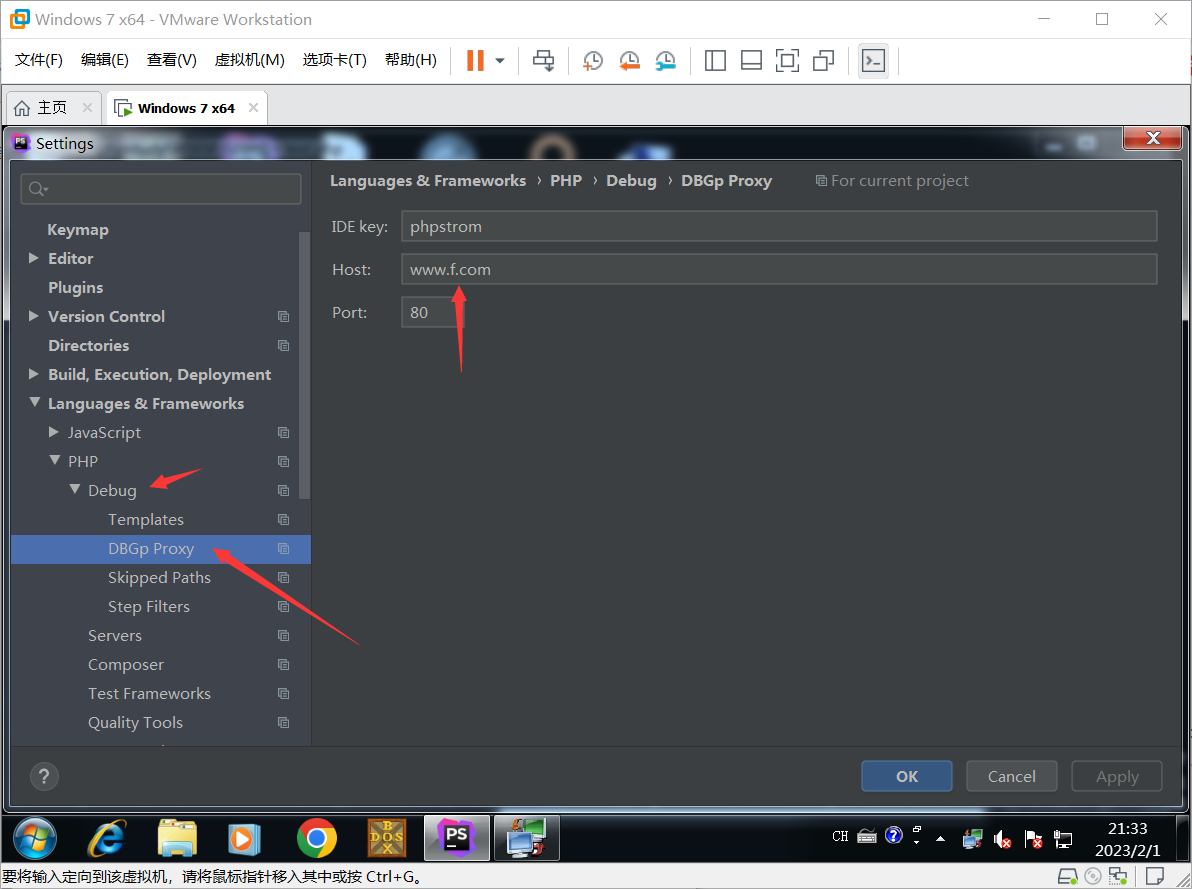 Windows 7 x64 - VMware Workstation
文件(F) 编辑(E) 查看(V) 虚拟机(M) 选项卡(T) 帮助(H)
主页 Windows 7 x64
PS Settings
Languages & Frameworks › PHP › Debug › DBGp Proxy For current project
IDE key: phpstrom
Keymap
Editor
Host: www.f.com
Plugins
Version Control
Port: 80
Directories
Build, Execution, Deployment
Languages & Frameworks
JavaScript
PHP
Debug
Templates
DBGp Proxy
Skipped Paths
Step Filters
Servers
Composer
Test Frameworks
Quality Tools
? OK Cancel Apply
DOS BOX PS CH ? 21:33
2023/2/1
要将输入定向到该虚拟机，请将鼠标指针移入其中或按 Ctrl+G。